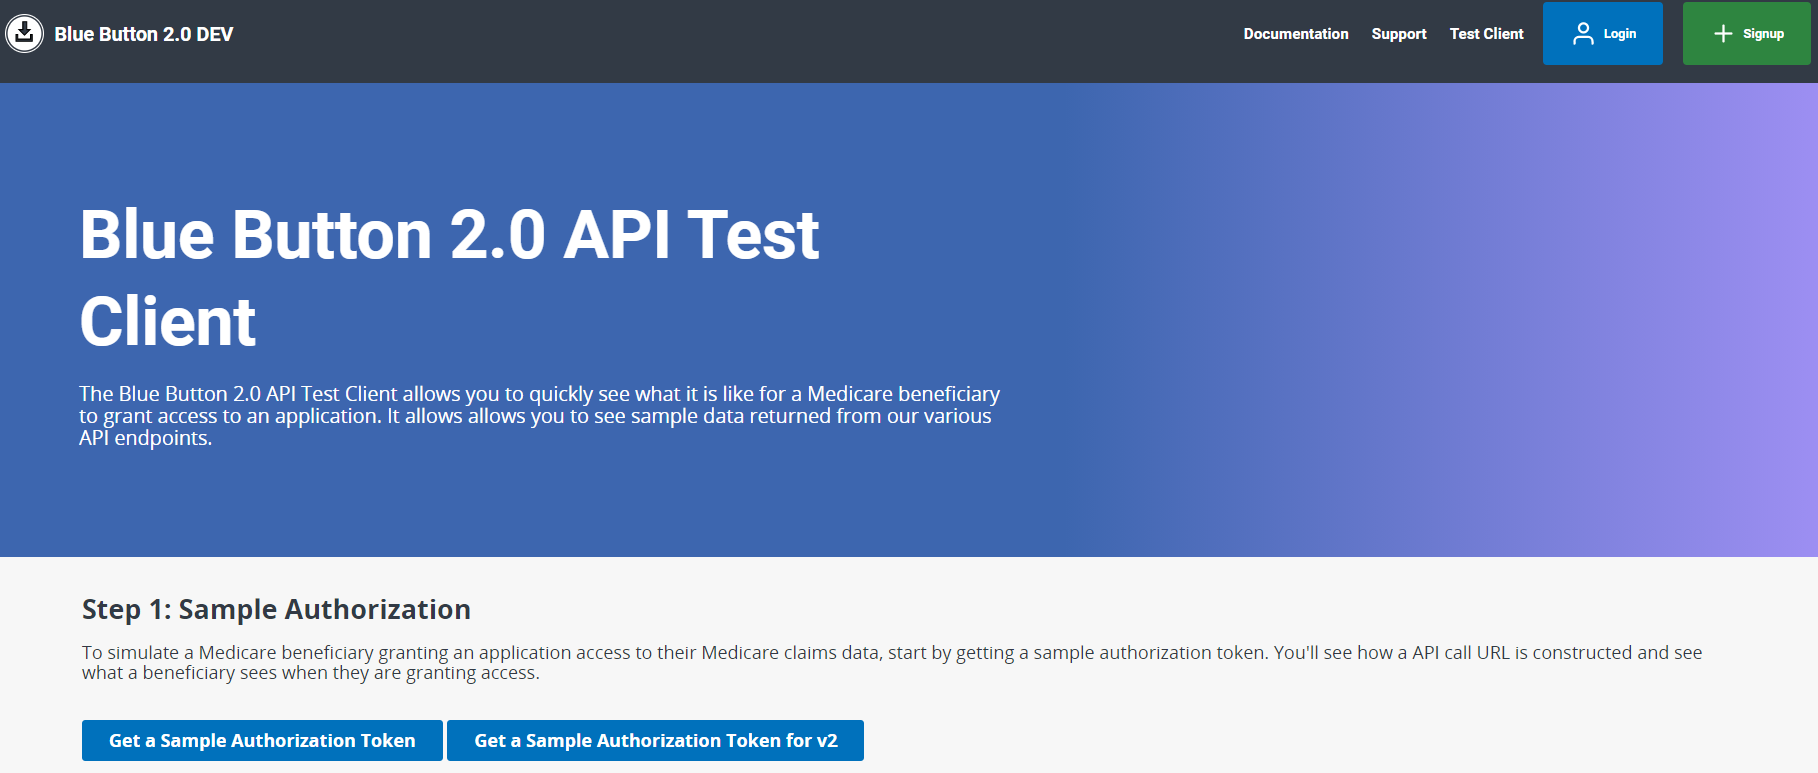 Blue Button 2.0 DEV
Documentation Support Test Client Login Signup
Blue Button 2.0 API Test
Client
The Blue Button 2.0 API Test Client allows you to quickly see what it is like for a Medicare beneficiary
to grant access to an application. It allows allows you to see sample data returned from our various
API endpoints.
Step 1: Sample Authorization
To simulate a Medicare beneficiary granting an application access to their Medicare claims data, start by getting a sample authorization token. You'll see how a API call URL is constructed and see
what a beneficiary sees when they are granting access.
Get a Sample Authorization Token Get a Sample Authorization Token for v2